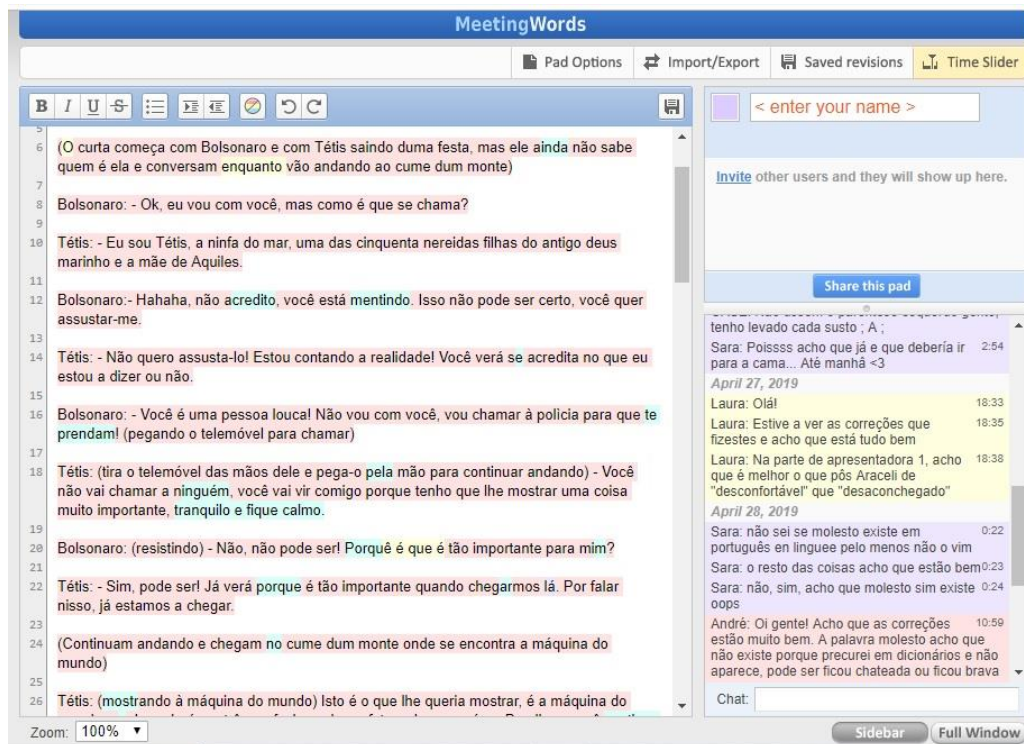 MeetingWords
Pad Options
Import/Export
Saved revisions
Time Slider
B I U S
5
6 (O curta começa com Bolsonaro e com Tétis saindo duma festa, mas ele ainda não sabe
quem é ela e conversam enquanto vão andando ao cume dum monte)
7
8 Bolsonaro: - Ok, eu vou com você, mas como é que se chama?
9
10 Tétis: - Eu sou Tétis, a ninfa do mar, uma das cinquenta nereidas filhas do antigo deus
marinho e a mãe de Aquiles.
11
12 Bolsonaro:- Hahaha, não acredito, você está mentindo. Isso não pode ser certo, você quer
assustar-me.
13
14 Tétis: - Não quero assusta-lo! Estou contando a realidade! Você verá se acredita no que eu
estou a dizer ou não.
15
16 Bolsonaro: - Você é uma pessoa louca! Não vou com você, vou chamar à policia para que te
prendam! (pegando o telemóvel para chamar)
17
18 Tétis: (tira o telemóvel das mãos dele e pega-o pela mão para continuar andando) - Você
não vai chamar a ninguém, você vai vir comigo porque tenho que lhe mostrar uma coisa
muito importante, tranquilo e fique calmo.
19
20 Bolsonaro: (resistindo) - Não, não pode ser! Porquê é que é tão importante para mim?
21
22 Tétis: - Sim, pode ser! Já verá porque é tão importante quando chegarmos lá. Por falar
nisso, já estamos a chegar.
23
24 (Continuam andando e chegam no cume dum monte onde se encontra a máquina do
mundo)
25
26 Tétis: (mostrando à máquina do mundo) Isto é o que lhe queria mostrar, é a máquina do
Zoom: 100%
< enter your name >
Invite other users and they will show up here.
Share this pad
tenho levado cada susto ; A ;
Sara: Poissss acho que já e que debería ir 2:54
para a cama... Atê manhâ <3
April 27, 2019
Laura: Olá! 18:33
Laura: Estive a ver as correções que 18:35
fizestes e acho que está tudo bem
Laura: Na parte de apresentadora 1, acho 18:38
que é melhor o que pôs Araceli de
"desconfortável" que "desaconchegado"
April 28, 2019
Sara: não sei se molesto existe em 0:22
português en linguee pelo menos não o vim
Sara: o resto das coisas acho que estão bem 0:23
Sara: não, sim, acho que molesto sim existe 0:24
oops
André: Oi gente! Acho que as correções 10:59
estão muito bem. A palavra molesto acho que
não existe porque precurei em dicionários e não
aparece, pode ser ficou chateada ou ficou brava
Chat:
Sidebar
Full Window